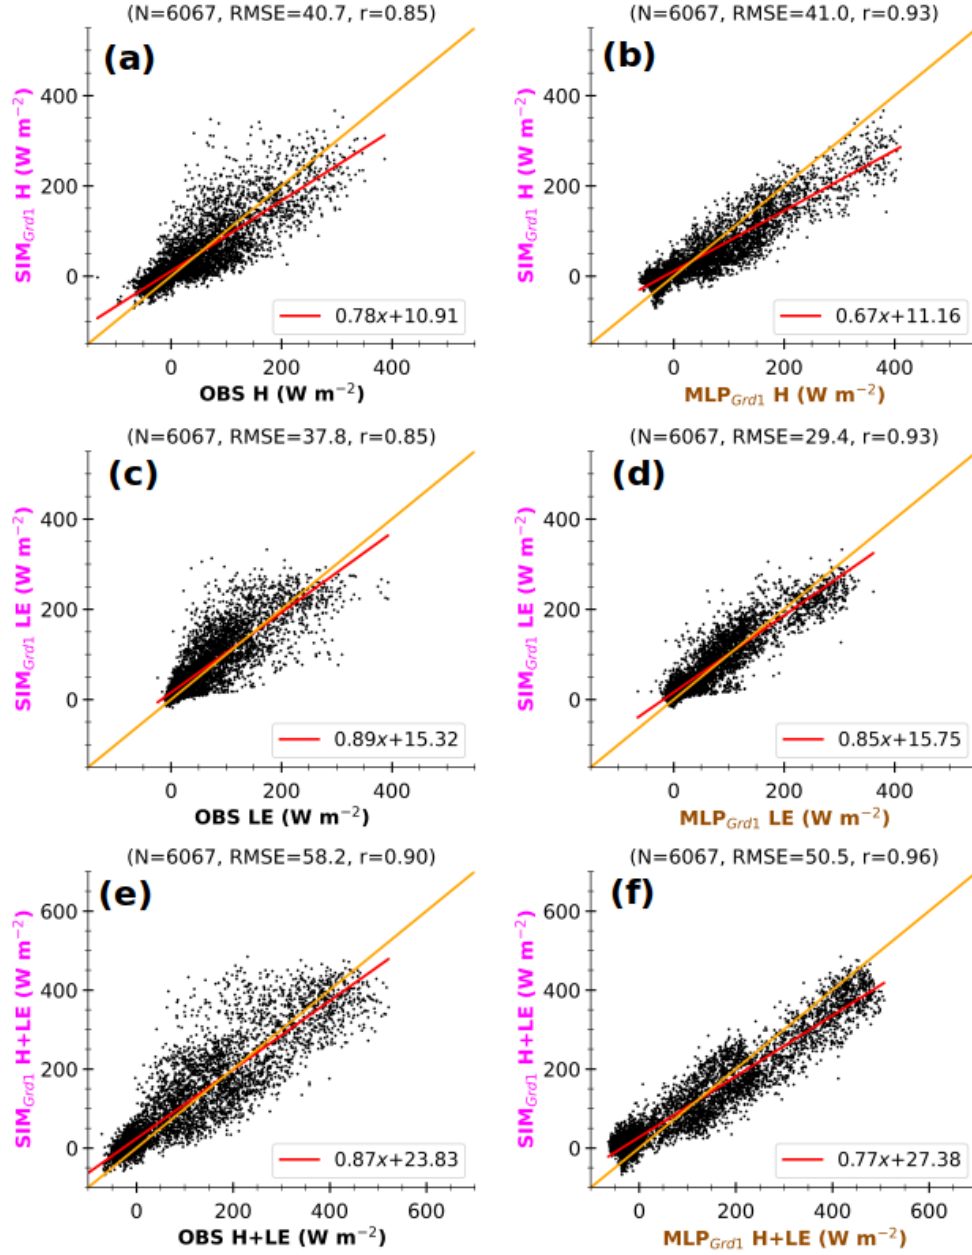 (N=6067, RMSE=40.7, r=0.85)
(a)
SIM_Grd1 H (W m⁻²)
400
200
0
0.78x+10.91
0 200 400
OBS H (W m⁻²)
(N=6067, RMSE=41.0, r=0.93)
(b)
SIM_Grd1 H (W m⁻²)
400
200
0
0.67x+11.16
0 200 400
MLP_Grd1 H (W m⁻²)
(N=6067, RMSE=37.8, r=0.85)
(c)
SIM_Grd1 LE (W m⁻²)
400
200
0
0.89x+15.32
0 200 400
OBS LE (W m⁻²)
(N=6067, RMSE=29.4, r=0.93)
(d)
SIM_Grd1 LE (W m⁻²)
400
200
0
0.85x+15.75
0 200 400
MLP_Grd1 LE (W m⁻²)
(N=6067, RMSE=58.2, r=0.90)
(e)
SIM_Grd1 H+LE (W m⁻²)
600
400
200
0
0.87x+23.83
0 200 400 600
OBS H+LE (W m⁻²)
(N=6067, RMSE=50.5, r=0.96)
(f)
SIM_Grd1 H+LE (W m⁻²)
600
400
200
0
0.77x+27.38
0 200 400 600
MLP_Grd1 H+LE (W m⁻²)